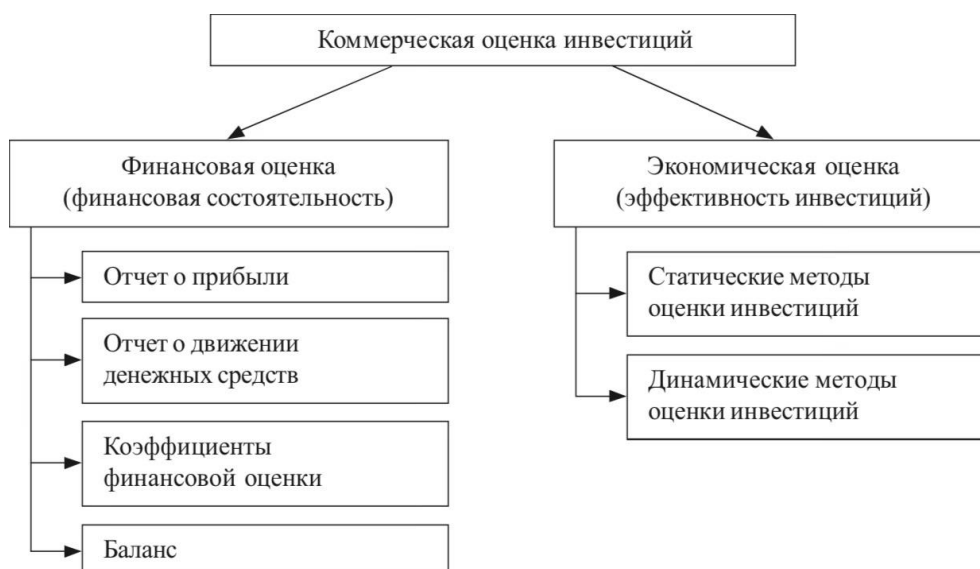 Коммерческая оценка инвестиций
Финансовая оценка
(финансовая состоятельность)
Отчет о прибыли
Отчет о движении
денежных средств
Коэффициенты
финансовой оценки
Баланс
Экономическая оценка
(эффективность инвестиций)
Статические методы
оценки инвестиций
Динамические методы
оценки инвестиций